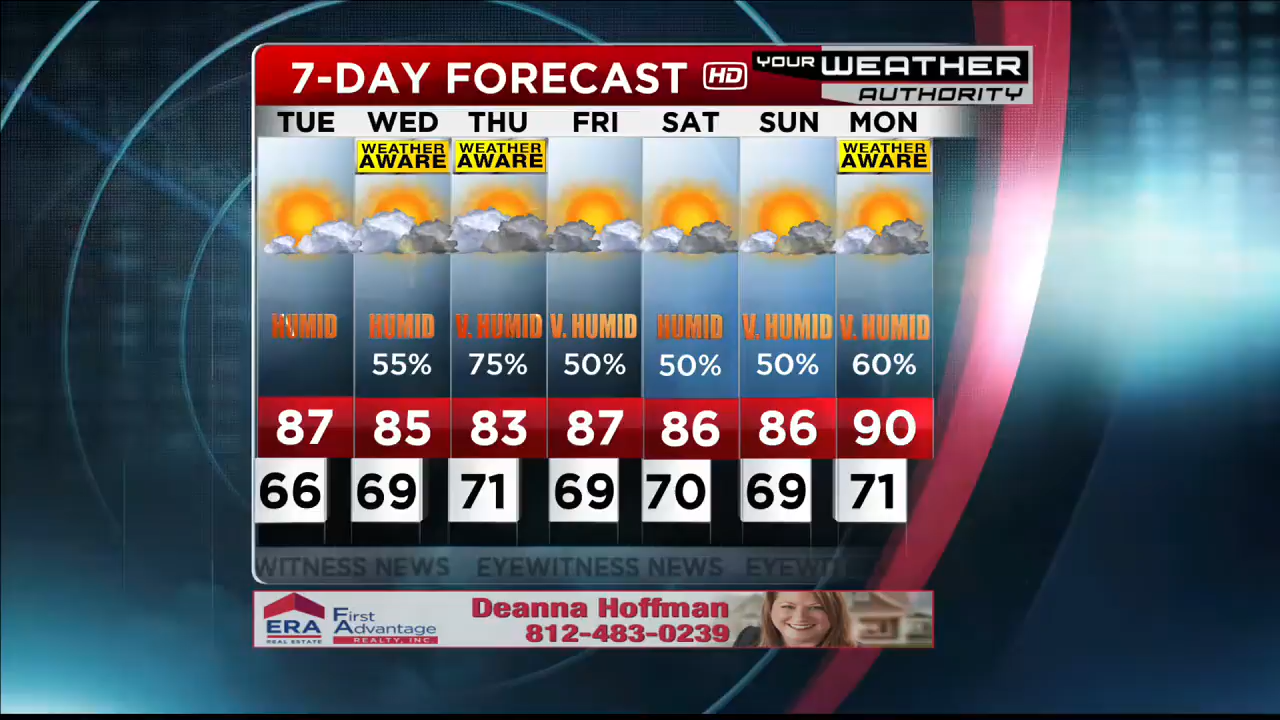 7-DAY FORECAST HD YOUR WEATHER AUTHORITY
TUE WED THU FRI SAT SUN MON
WEATHER AWARE WEATHER AWARE WEATHER AWARE
HUMID HUMID V. HUMID V. HUMID HUMID V. HUMID V. HUMID
55% 75% 50% 50% 50% 60%
87 85 83 87 86 86 90
66 69 71 69 70 69 71
WITNESS NEWS EYEWITNESS NEWS EYEWIT
ERA REAL ESTATE
First Advantage REALTY, INC.
Deanna Hoffman
812-483-0239